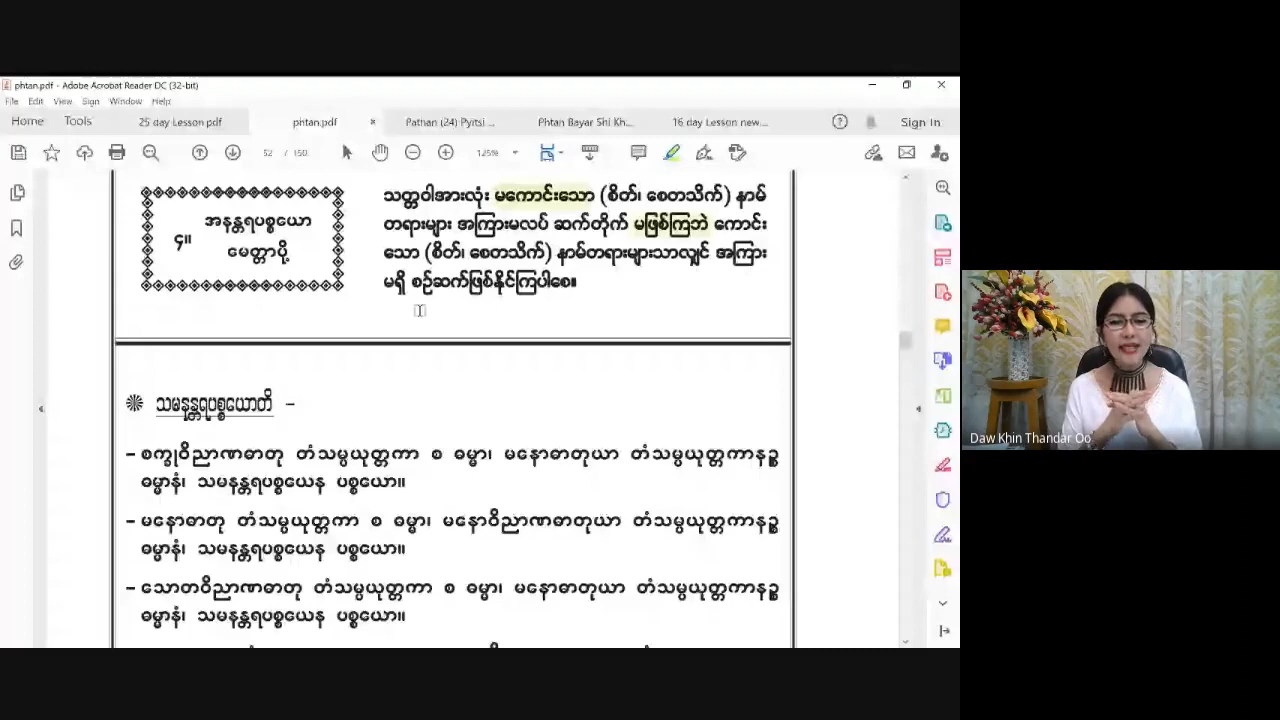 phtan.pdf - Adobe Acrobat Reader DC (32-bit)
File Edit View Sign Window Help
Home Tools 25 day Lesson.pdf phtan.pdf × Pathan (24) Pyitsi ... Phtan Bayar Shi Kh... 16 day Lesson new... Sign In
52 / 150 125%
သတ္တဝါအားလုံး မကောင်းသော (စိတ်၊ စေတသိက်) နာမ်
အနန္တရပစ္စယော
တရားများ အကြားမလပ် ဆက်တိုက် မဖြစ်ကြဘဲ ကောင်း
၄။
မေတ္တာပို့
သော (စိတ်၊ စေတသိက်) နာမ်တရားများသာလျှင် အကြား
မရှိ စဉ်ဆက်ဖြစ်နိုင်ကြပါစေ။
သမနန္တရပစ္စယောတိ –
– စက္ခုဝိညာဏဓာတု တံသမ္ပယုတ္တကာ စ ဓမ္မာ၊ မနောဓာတုယာ တံသမ္ပယုတ္တကာနဉ္စ
ဓမ္မာနံ၊ သမနန္တရပစ္စယေန ပစ္စယော။
– မနောဓာတု တံသမ္ပယုတ္တကာ စ ဓမ္မာ၊ မနောဝိညာဏဓာတုယာ တံသမ္ပယုတ္တကာနဉ္စ
ဓမ္မာနံ၊ သမနန္တရပစ္စယေန ပစ္စယော။
– သောတဝိညာဏဓာတု တံသမ္ပယုတ္တကာ စ ဓမ္မာ၊ မနောဓာတုယာ တံသမ္ပယုတ္တကာနဉ္စ
ဓမ္မာနံ၊ သမနန္တရပစ္စယေန ပစ္စယော။
Daw Khin Thandar Oo